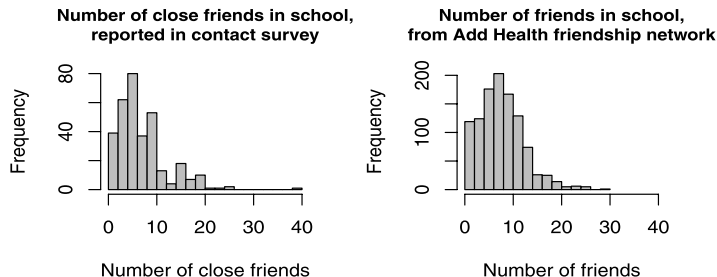 Number of close friends in school,
reported in contact survey
Frequency
80
40
0
0 10 20 30 40
Number of close friends
Number of friends in school,
from Add Health friendship network
Frequency
200
100
0
0 10 20 30 40
Number of friends